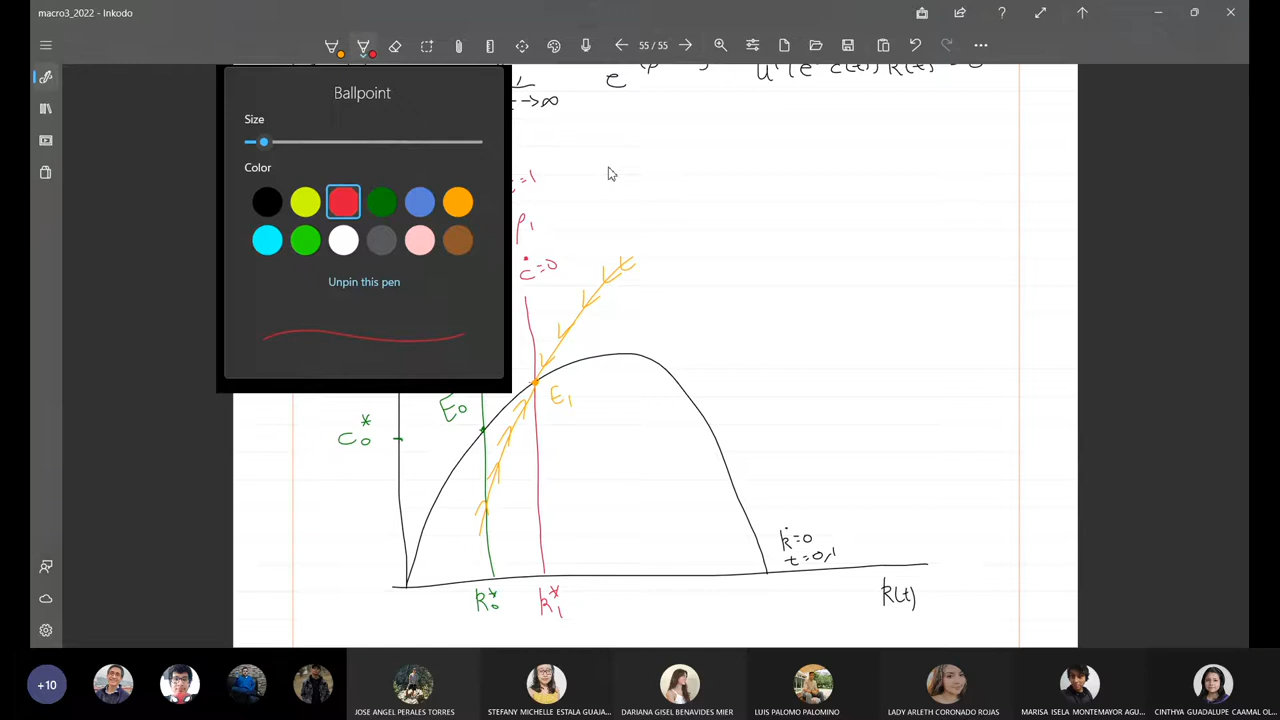 macro3_2022 - Inkodo
55 / 55
Ballpoint
Size
Color
Unpin this pen
t→∞
e
=1
ρ₁
ċ=0
E₀
E₁
c₀*
k̇=0
t=0,1
k₀*
k₁*
k(t)
+10
JOSE ANGEL PERALES TORRES
STEFANY MICHELLE ESTALA GUAJA...
DARIANA GISEL BENAVIDES MIER
LUIS PALOMO PALOMINO
LADY ARLETH CORONADO ROJAS
MARISA ISELA MONTEMAYOR AGU...
CINTHYA GUADALUPE CAAMAL OL...